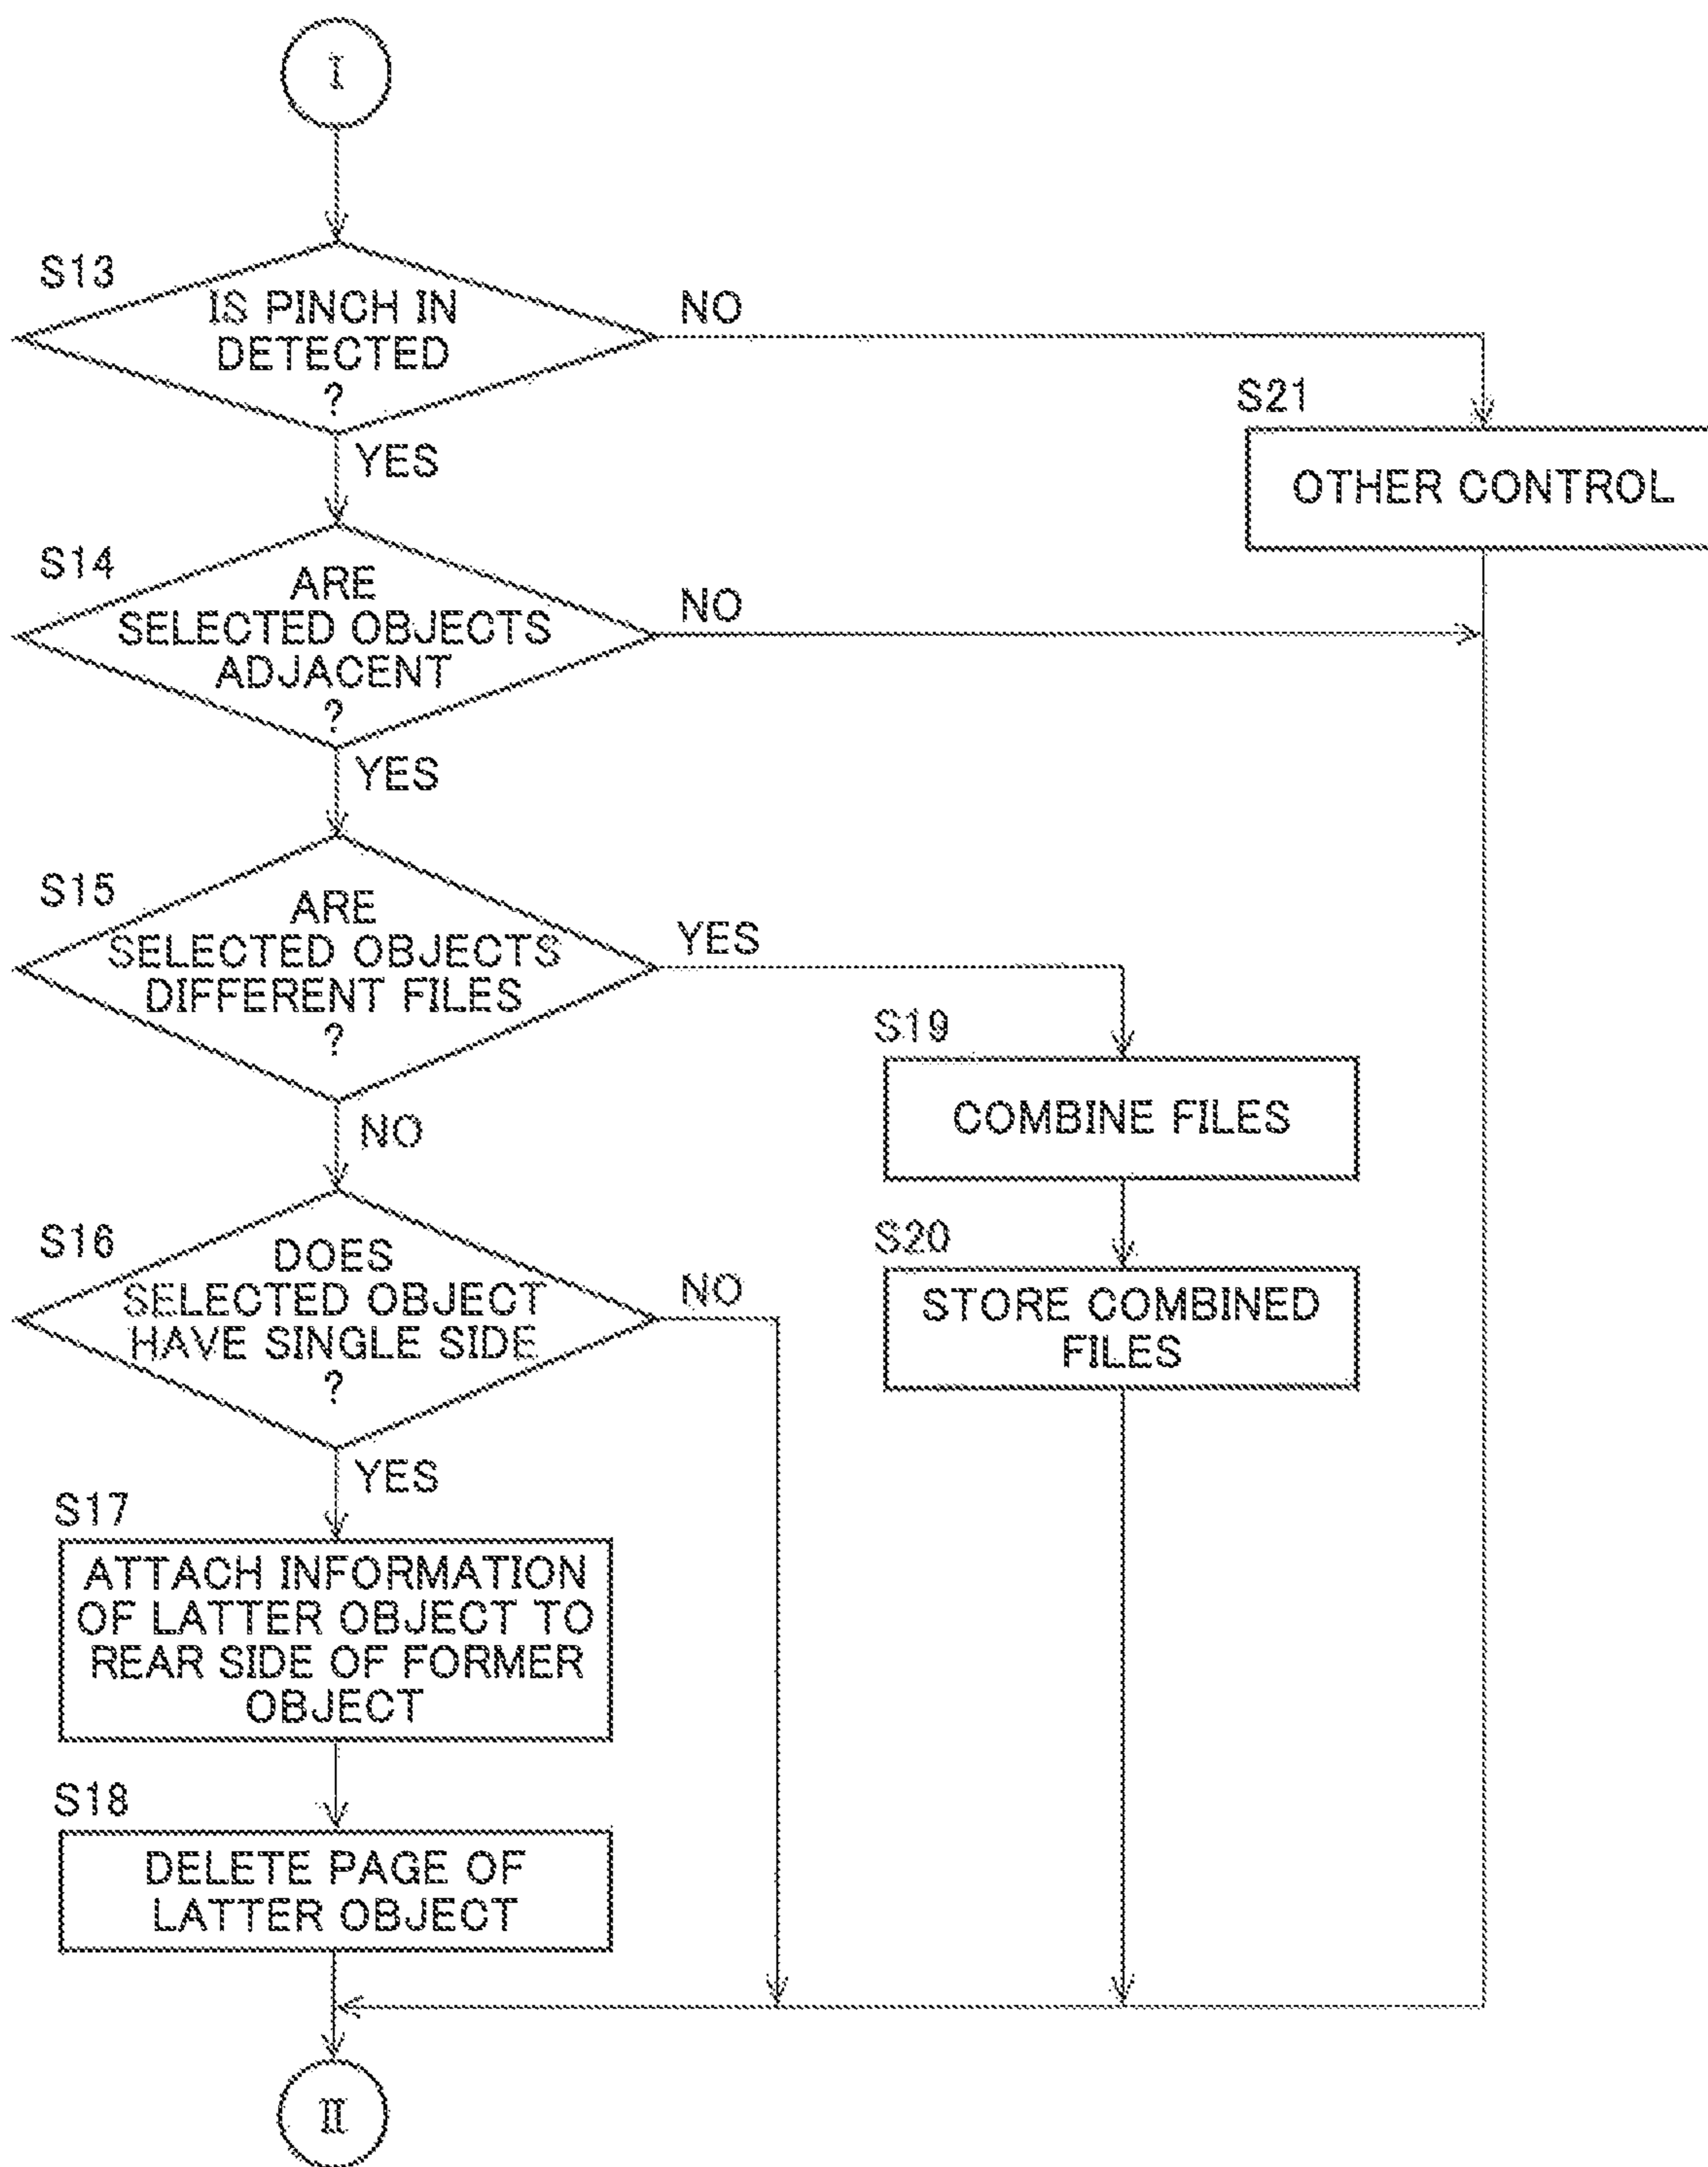 I
S13
IS PINCH IN
DETECTED
?
NO
YES
S21
OTHER CONTROL
S14
ARE
SELECTED OBJECTS
ADJACENT
?
NO
YES
S15
ARE
SELECTED OBJECTS
DIFFERENT FILES
?
YES
NO
S19
COMBINE FILES
S20
STORE COMBINED
FILES
S16
DOES
SELECTED OBJECT
HAVE SINGLE SIDE
?
NO
YES
S17
ATTACH INFORMATION
OF LATTER OBJECT TO
REAR SIDE OF FORMER
OBJECT
S18
DELETE PAGE OF
LATTER OBJECT
II